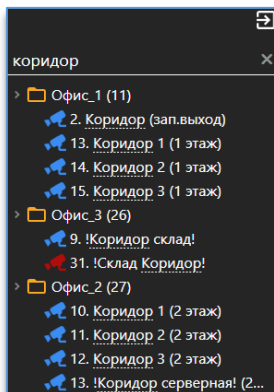 коридор
Офис_1 (11)
2. Коридор (зап.выход)
13. Коридор 1 (1 этаж)
14. Коридор 2 (1 этаж)
15. Коридор 3 (1 этаж)
Офис_3 (26)
9. !Коридор склад!
31. !Склад Коридор!
Офис_2 (27)
10. Коридор 1 (2 этаж)
11. Коридор 2 (2 этаж)
12. Коридор 3 (2 этаж)
13. !Коридор серверная! (2...